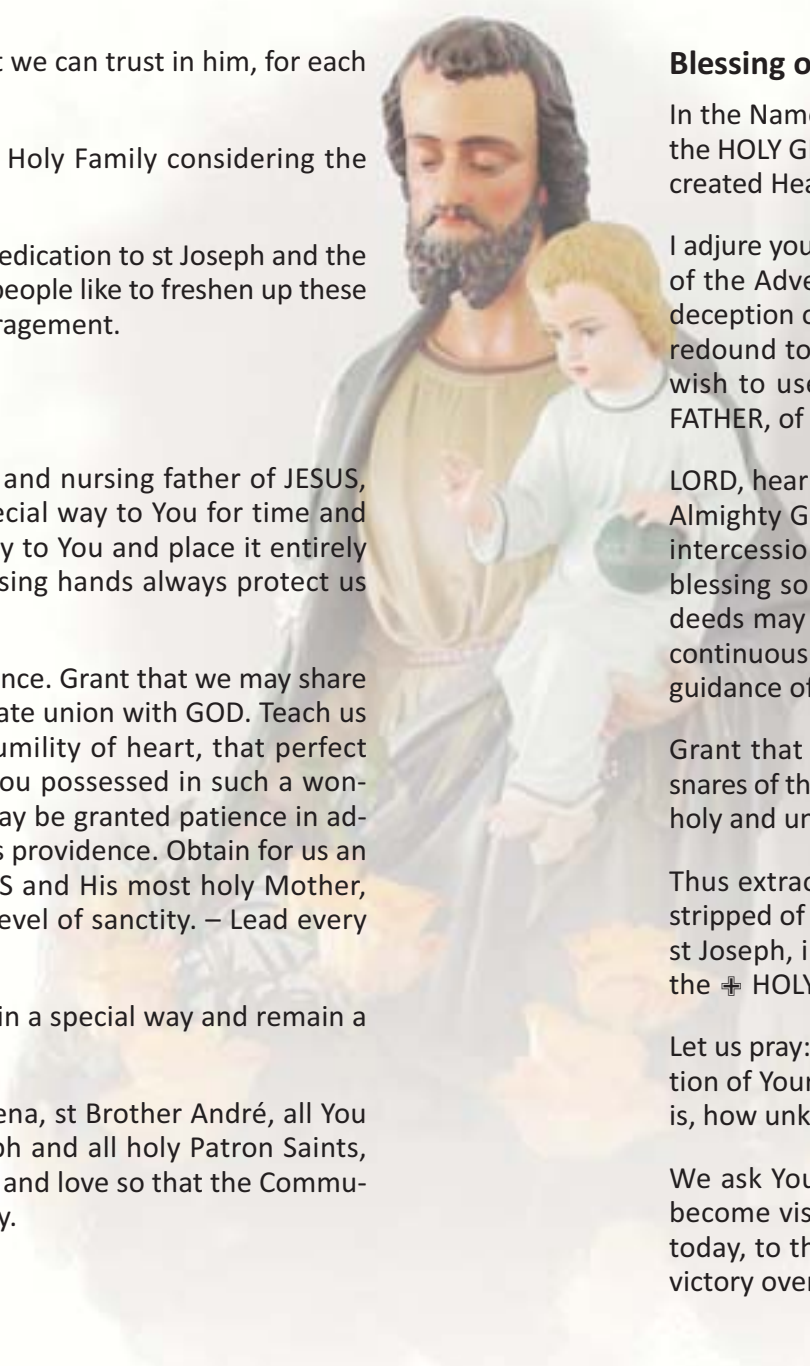 t we can trust in him, for each
Holy Family considering the
edication to st Joseph and the
people like to freshen up these
ragement.
and nursing father of JESUS,
ecial way to You for time and
y to You and place it entirely
sing hands always protect us
nce. Grant that we may share
ate union with GOD. Teach us
umility of heart, that perfect
ou possessed in such a won-
ay be granted patience in ad-
s providence. Obtain for us an
S and His most holy Mother,
evel of sanctity. – Lead every
in a special way and remain a
ena, st Brother André, all You
ph and all holy Patron Saints,
and love so that the Commu-
y.
Blessing o
In the Name
the HOLY G
created Hea
I adjure you
of the Adve
deception o
redound to
wish to use
FATHER, of
LORD, hear
Almighty G
intercessio
blessing so
deeds may
continuous
guidance of
Grant that
snares of th
holy and un
Thus extrac
stripped of
st Joseph, i
the ✙ HOLY
Let us pray:
tion of Your
is, how unk
We ask You
become vis
today, to th
victory over